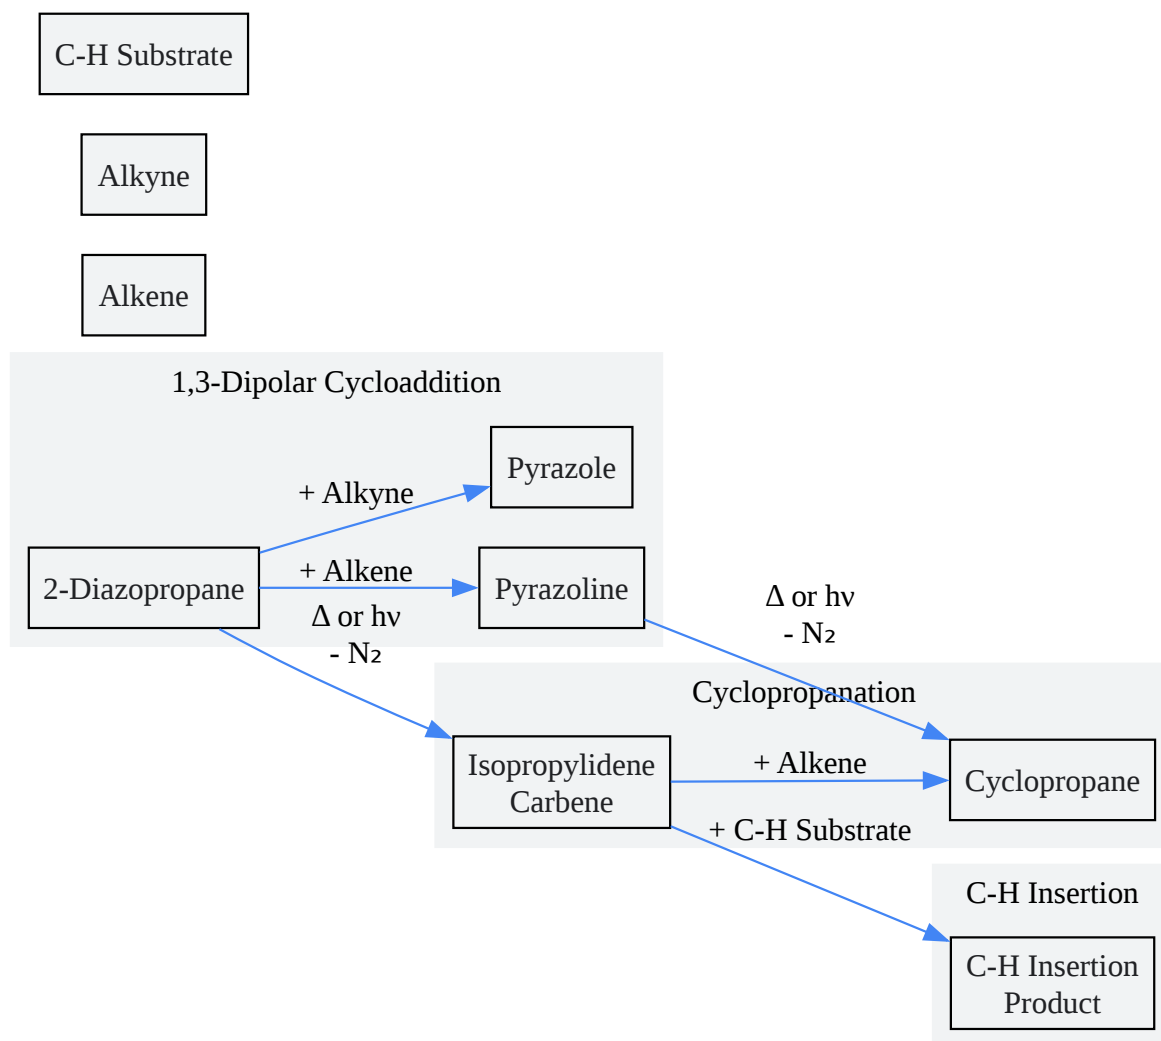 C-H Substrate
Alkyne
Alkene
1,3-Dipolar Cycloaddition
Pyrazole
+ Alkyne
2-Diazopropane
+ Alkene
Pyrazoline
Δ or hν
- N₂
Δ or hν
- N₂
Cyclopropanation
Isopropylidene
Carbene
+ Alkene
Cyclopropane
+ C-H Substrate
C-H Insertion
C-H Insertion
Product